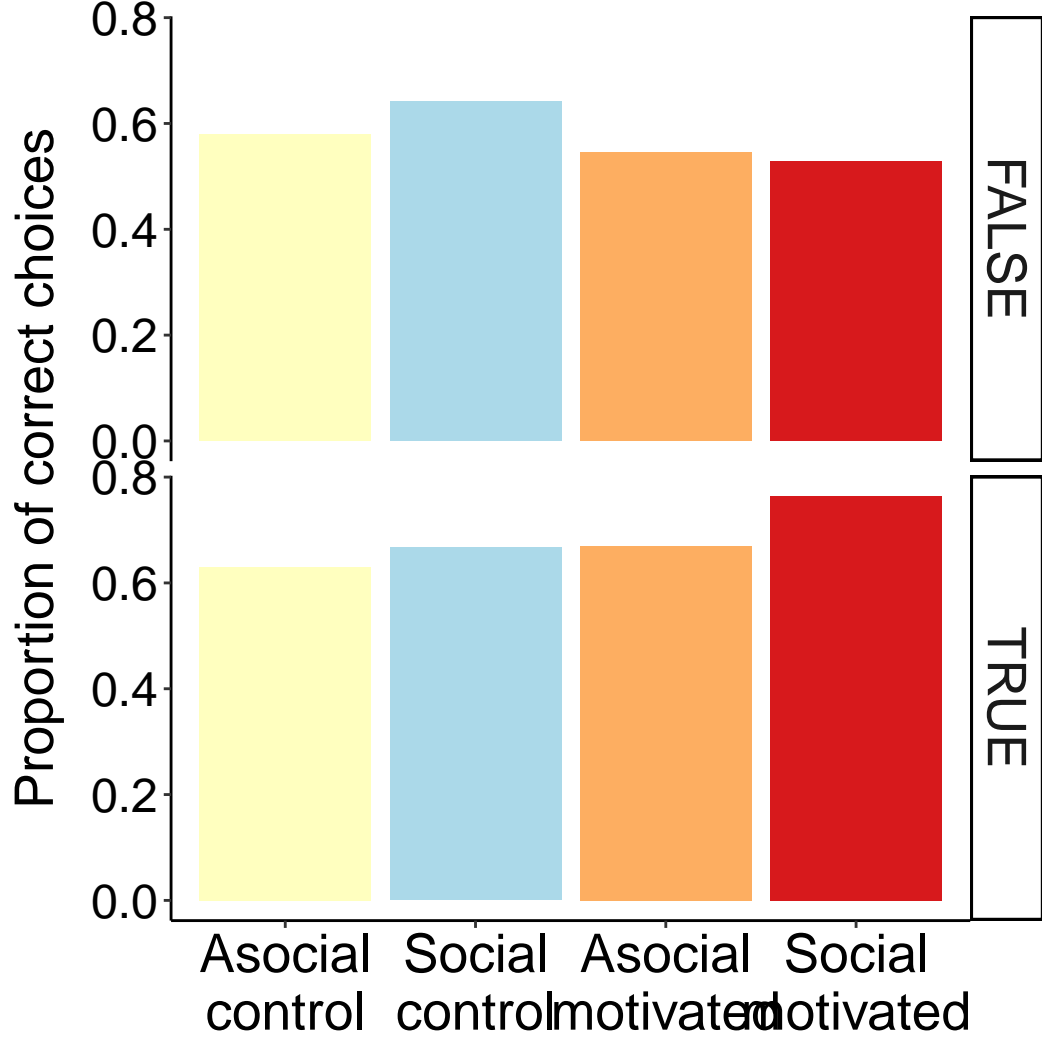 Proportion of correct choices
0.8
0.6
0.4
0.2
0.0
FALSE
0.8
0.6
0.4
0.2
0.0
TRUE
Asocial control
Social control
Asocial motivated
Social motivated